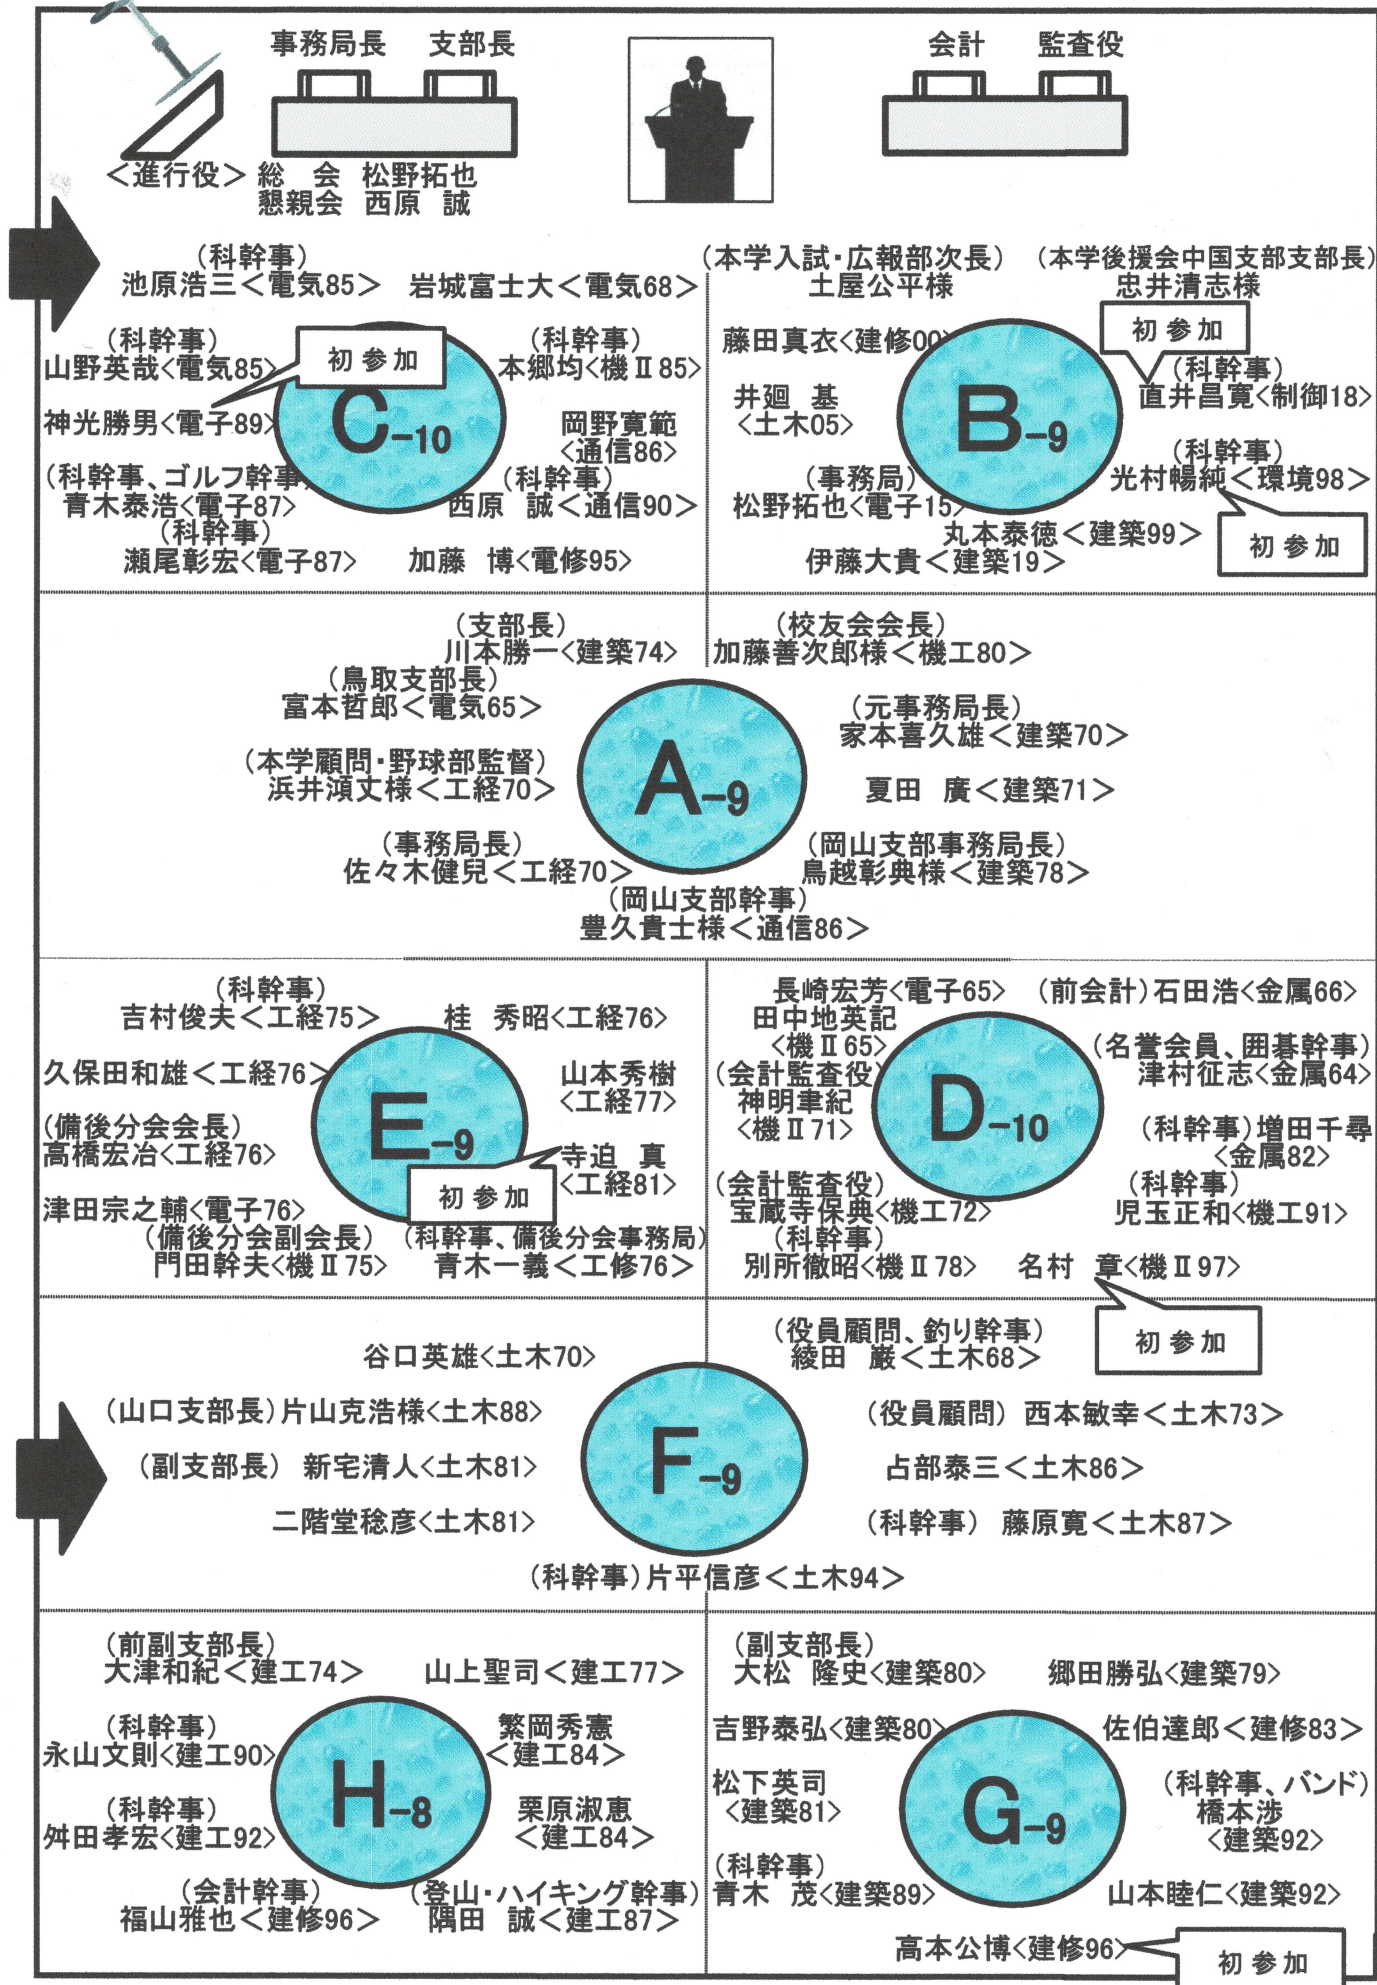 事務局長 支部長
会計 監査役
＜進行役＞ 総　会 松野拓也
懇親会 西原　誠
(科幹事)
池原浩三＜電気85＞ 岩城富士大＜電気68＞
(科幹事)
山野英哉<電気85>
初参加
(科幹事)
本郷均<機Ⅱ85>
神光勝男<電子89>
C-10
岡野寛範
<通信86>
(科幹事、ゴルフ幹事)
青木泰浩<電子87>
(科幹事)
西原　誠＜通信90＞
(科幹事)
瀬尾彰宏<電子87> 加藤　博<電修95>
(本学入試・広報部次長)
土屋公平様
(本学後援会中国支部支部長)
忠井清志様
藤田真衣<建修00
初参加
(科幹事)
直井昌寛<制御18>
井廻　基
<土木05>
B-9
(科幹事)
光村暢純＜環境98＞
初参加
(事務局)
松野拓也<電子15>
丸本泰徳＜建築99＞
伊藤大貴＜建築19＞
(支部長)
川本勝一<建築74>
(校友会会長)
加藤善次郎様＜機工80＞
(鳥取支部長)
富本哲郎＜電気65＞
(元事務局長)
家本喜久雄＜建築70＞
(本学顧問・野球部監督)
浜井澒丈様＜工経70＞
A-9
夏田　廣＜建築71＞
(事務局長)
佐々木健兒＜工経70＞
(岡山支部事務局長)
鳥越彰典様＜建築78＞
(岡山支部幹事)
豊久貴士様＜通信86＞
(科幹事)
吉村俊夫＜工経75＞ 桂　秀昭<工経76>
久保田和雄＜工経76＞
山本秀樹
<工経77>
(備後分会会長)
高橋宏冶<工経76>
E-9
寺迫　真
<工経81>
初参加
津田宗之輔<電子76>
(備後分会副会長)
門田幹夫<機Ⅱ75>
(科幹事、備後分会事務局)
青木一義＜工修76＞
長崎宏芳<電子65> (前会計)石田浩<金属66>
田中地英記
<機Ⅱ65>
(名誉会員、囲碁幹事)
津村征志<金属64>
(会計監査役)
神明聿紀
<機Ⅱ71>
D-10
(科幹事)増田千尋
<金属82>
(会計監査役)
宝蔵寺保典<機工72>
(科幹事)
児玉正和<機工91>
(科幹事)
別所徹昭<機Ⅱ78> 名村　章<機Ⅱ97>
初参加
谷口英雄<土木70>
(役員顧問、釣り幹事)
綾田　巌＜土木68＞
(山口支部長)片山克浩様<土木88>
(役員顧問) 西本敏幸＜土木73＞
(副支部長) 新宅清人<土木81>
F-9
占部泰三＜土木86＞
二階堂稔彦<土木81>
(科幹事) 藤原寛＜土木87＞
(科幹事)片平信彦＜土木94＞
(前副支部長)
大津和紀＜建工74＞ 山上聖司＜建工77＞
(科幹事)
永山文則<建工90>
繁岡秀憲
<建工84>
(科幹事)
舛田孝宏<建工92>
H-8
栗原淑恵
<建工84>
(会計幹事)
福山雅也＜建修96＞
(登山・ハイキング幹事)
隅田　誠＜建工87＞
(副支部長)
大松　隆史<建築80> 郷田勝弘<建築79>
吉野泰弘<建築80> 佐伯達郎＜建修83＞
松下英司
<建築81>
G-9
(科幹事、バンド)
橋本渉
<建築92>
(科幹事)
青木　茂<建築89> 山本睦仁<建築92>
高本公博<建修96>
初参加